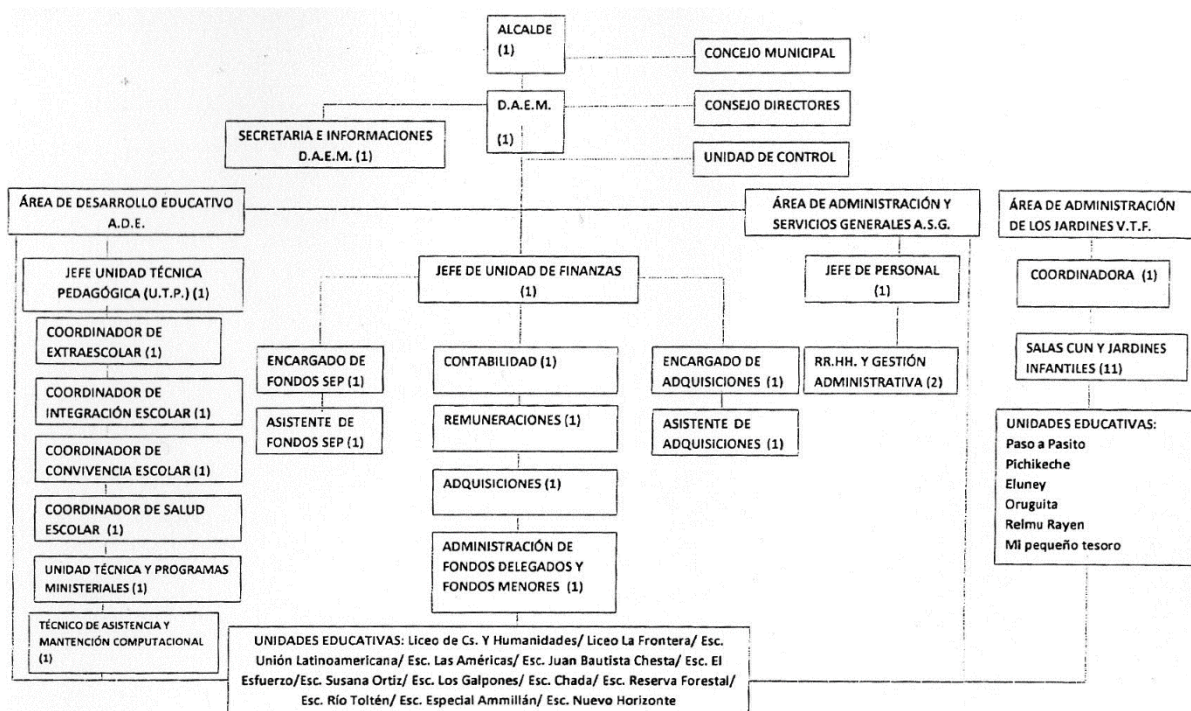 ALCALDE
(1)
CONCEJO MUNICIPAL
D.A.E.M.
(1)
CONSEJO DIRECTORES
SECRETARIA E INFORMACIONES
D.A.E.M. (1)
UNIDAD DE CONTROL
ÁREA DE DESARROLLO EDUCATIVO
A.D.E.
ÁREA DE ADMINISTRACIÓN Y
SERVICIOS GENERALES A.S.G.
ÁREA DE ADMINISTRACIÓN
DE LOS JARDINES V.T.F.
JEFE UNIDAD TÉCNICA
PEDAGÓGICA (U.T.P.) (1)
JEFE DE UNIDAD DE FINANZAS
(1)
JEFE DE PERSONAL
(1)
COORDINADORA (1)
COORDINADOR DE
EXTRAESCOLAR (1)
ENCARGADO DE
FONDOS SEP (1)
CONTABILIDAD (1)
ENCARGADO DE
ADQUISICIONES (1)
RR.HH. Y GESTIÓN
ADMINISTRATIVA (2)
SALAS CUN Y JARDINES
INFANTILES (11)
COORDINADOR DE
INTEGRACIÓN ESCOLAR (1)
ASISTENTE DE
FONDOS SEP (1)
REMUNERACIONES (1)
ASISTENTE DE
ADQUISICIONES (1)
UNIDADES EDUCATIVAS:
Paso a Pasito
Pichikeche
Eluney
Oruguita
Relmu Rayen
Mi pequeño tesoro
COORDINADOR DE
CONVIVENCIA ESCOLAR (1)
ADQUISICIONES (1)
COORDINADOR DE SALUD
ESCOLAR (1)
ADMINISTRACIÓN DE
FONDOS DELEGADOS Y
FONDOS MENORES (1)
UNIDAD TÉCNICA Y PROGRAMAS
MINISTERIALES (1)
TÉCNICO DE ASISTENCIA Y
MANTENCIÓN COMPUTACIONAL
(1)
UNIDADES EDUCATIVAS: Liceo de Cs. Y Humanidades/ Liceo La Frontera/ Esc.
Unión Latinoamericana/ Esc. Las Américas/ Esc. Juan Bautista Chesta/ Esc. El
Esfuerzo/Esc. Susana Ortiz/ Esc. Los Galpones/ Esc. Chada/ Esc. Reserva Forestal/
Esc. Río Toltén/ Esc. Especial Ammillán/ Esc. Nuevo Horizonte